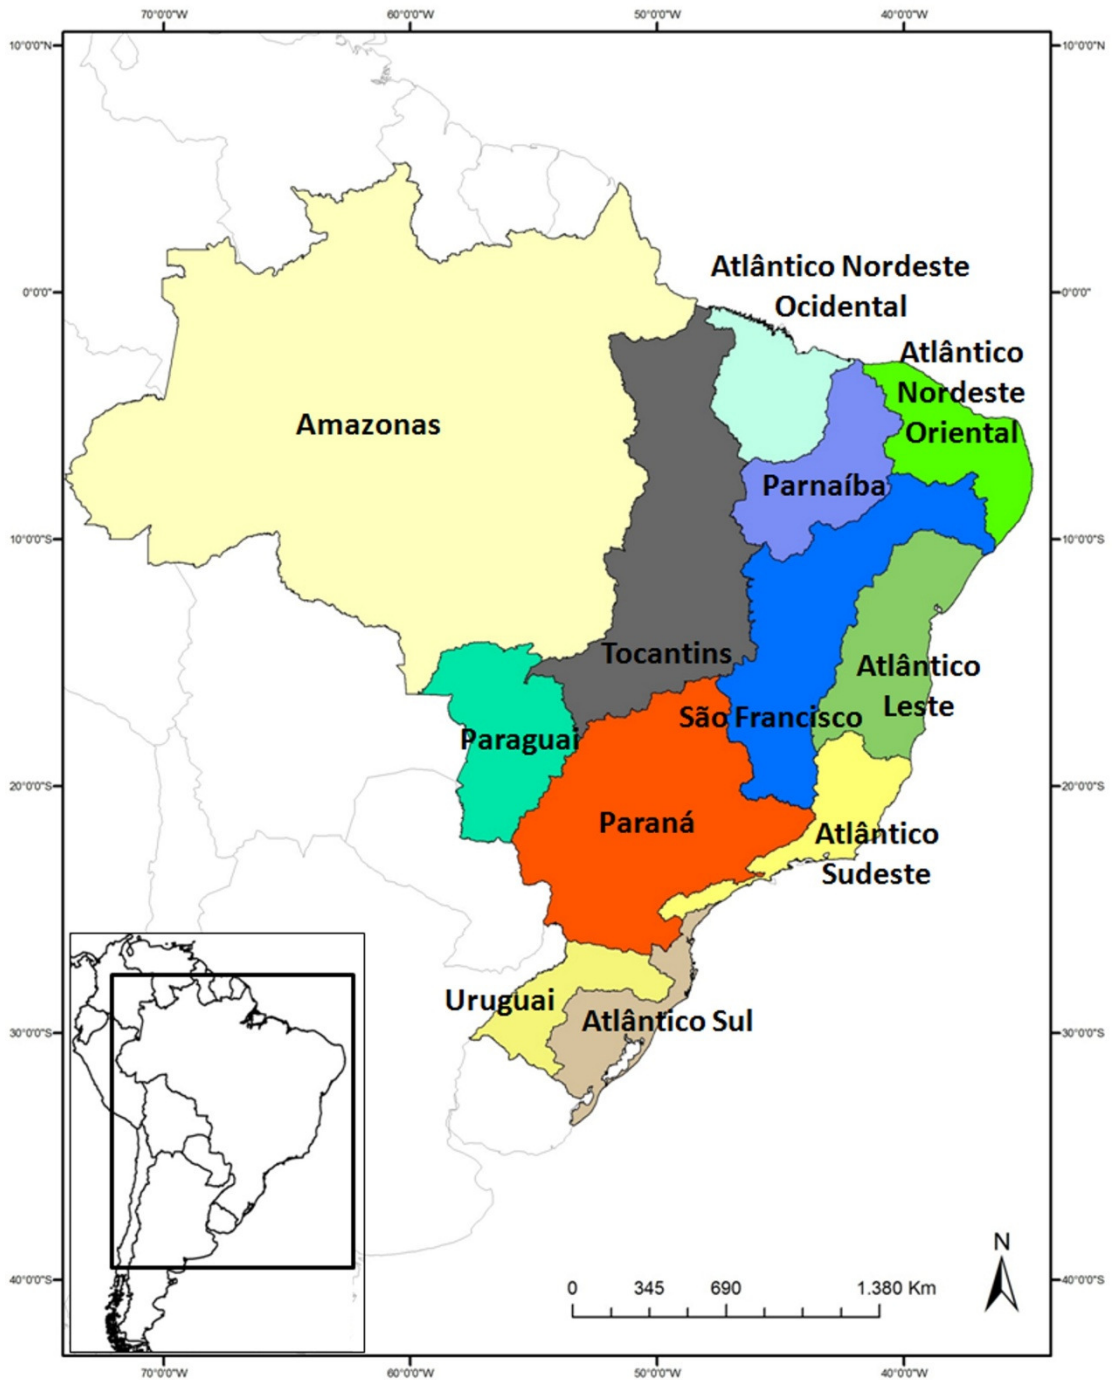 70°0'0"W
60°0'0"W
50°0'0"W
40°0'0"W
10°0'0"N
10°0'0"N
Atlântico Nordeste
Ocidental
0°0'0"
0°0'0"
Atlântico
Nordeste
Oriental
Amazonas
Parnaíba
10°0'0"S
10°0'0"S
Tocantins
Atlântico
Leste
São Francisco
Paraguai
20°0'0"S
20°0'0"S
Paraná
Atlântico
Sudeste
Uruguai
Atlântico Sul
30°0'0"S
30°0'0"S
N
40°0'0"S
40°0'0"S
0 345 690 1.380 Km
70°0'0"W
60°0'0"W
50°0'0"W
40°0'0"W